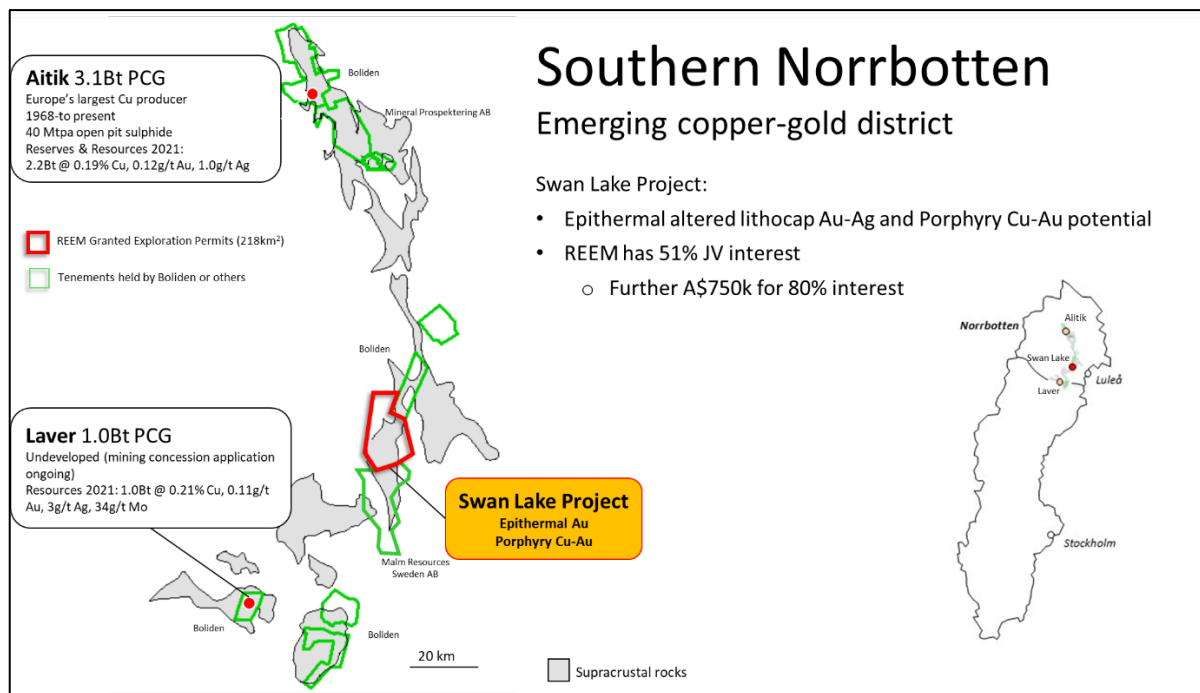 Southern Norrbotten
Emerging copper-gold district
Swan Lake Project:
• Epithermal altered lithocap Au-Ag and Porphyry Cu-Au potential
• REEM has 51% JV interest
o Further A$750k for 80% interest
Aitik 3.1Bt PCG
Europe's largest Cu producer
1968-to present
40 Mtpa open pit sulphide
Reserves & Resources 2021:
2.2Bt @ 0.19% Cu, 0.12g/t Au, 1.0g/t Ag
Boliden
Mineral Prospektering AB
REEM Granted Exploration Permits (218km²)
Tenements held by Boliden or others
Boliden
Laver 1.0Bt PCG
Undeveloped (mining concession application
ongoing)
Resources 2021: 1.0Bt @ 0.21% Cu, 0.11g/t
Au, 3g/t Ag, 34g/t Mo
Swan Lake Project
Epithermal Au
Porphyry Cu-Au
Malm Resources
Sweden AB
Boliden
Boliden
20 km
Supracrustal rocks
Norrbotten
Alitik
Swan Lake
Luleå
Laver
Stockholm